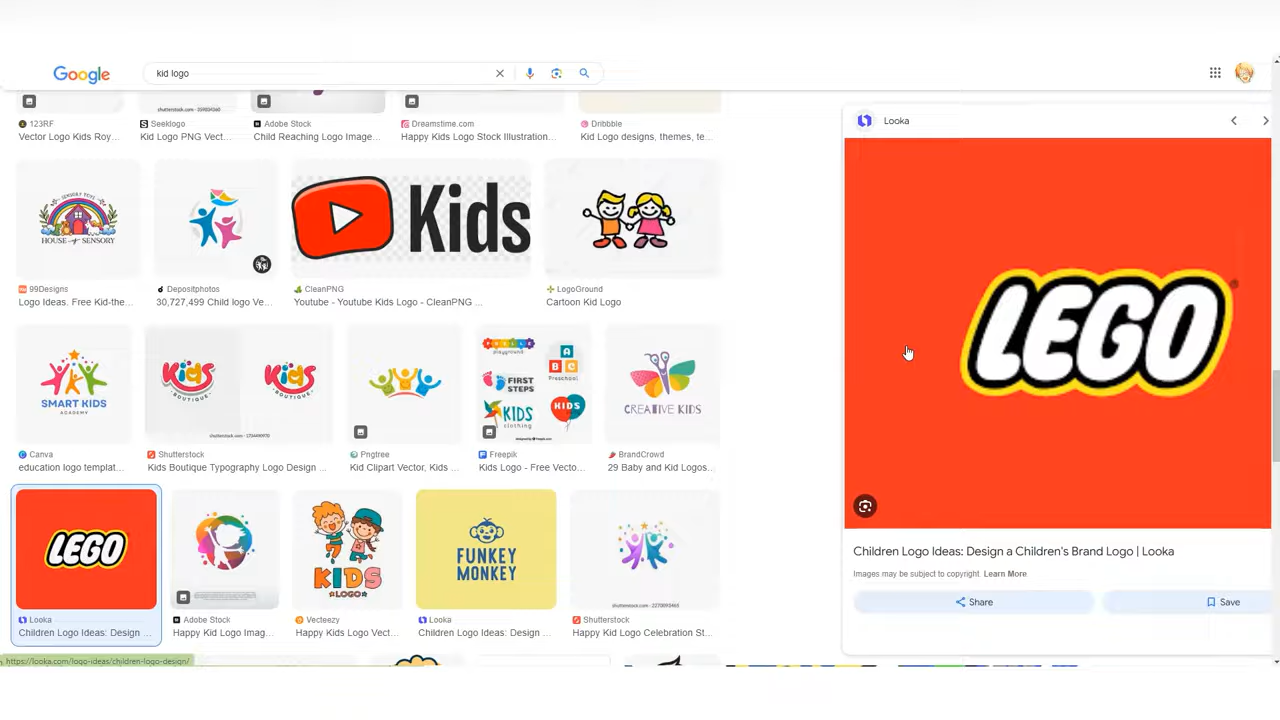 Google
kid logo
123RF
Vector Logo Kids Roy...
Seeklogo
Kid Logo PNG Vect...
Adobe Stock
Child Reaching Logo Image...
Dreamstime.com
Happy Kids Logo Stock Illustration...
Dribbble
Kid Logo designs, themes, te...
Looka
HOUSE of SENSORY
Kids
99Designs
Logo Ideas. Free Kid-the...
Depositphotos
30,727,499 Child logo Ve...
CleanPNG
Youtube - Youtube Kids Logo - CleanPNG ...
LogoGround
Cartoon Kid Logo
LEGO
SMART KIDS
ACADEMY
Kids
BOUTIQUE
Kids
BOUTIQUE
playground
FIRST
STEPS
A
B C
Preschool
KIDS
clothing
KIDS
CREATIVE KIDS
Canva
education logo templat...
Shutterstock
Kids Boutique Typography Logo Design ...
Pngtree
Kid Clipart Vector, Kids ...
Freepik
Kids Logo - Free Vecto...
BrandCrowd
29 Baby and Kid Logos...
LEGO
KIDS
LOGO
FUNKEY
MONKEY
Looka
Children Logo Ideas: Design ...
Adobe Stock
Happy Kid Logo Imag...
Vecteezy
Happy Kids Logo Vect...
Looka
Children Logo Ideas: Design ...
Shutterstock
Happy Kid Logo Celebration St...
Children Logo Ideas: Design a Children's Brand Logo | Looka
Images may be subject to copyright. Learn More
Share
Save
https://looka.com/logo-ideas/children-logo-design/